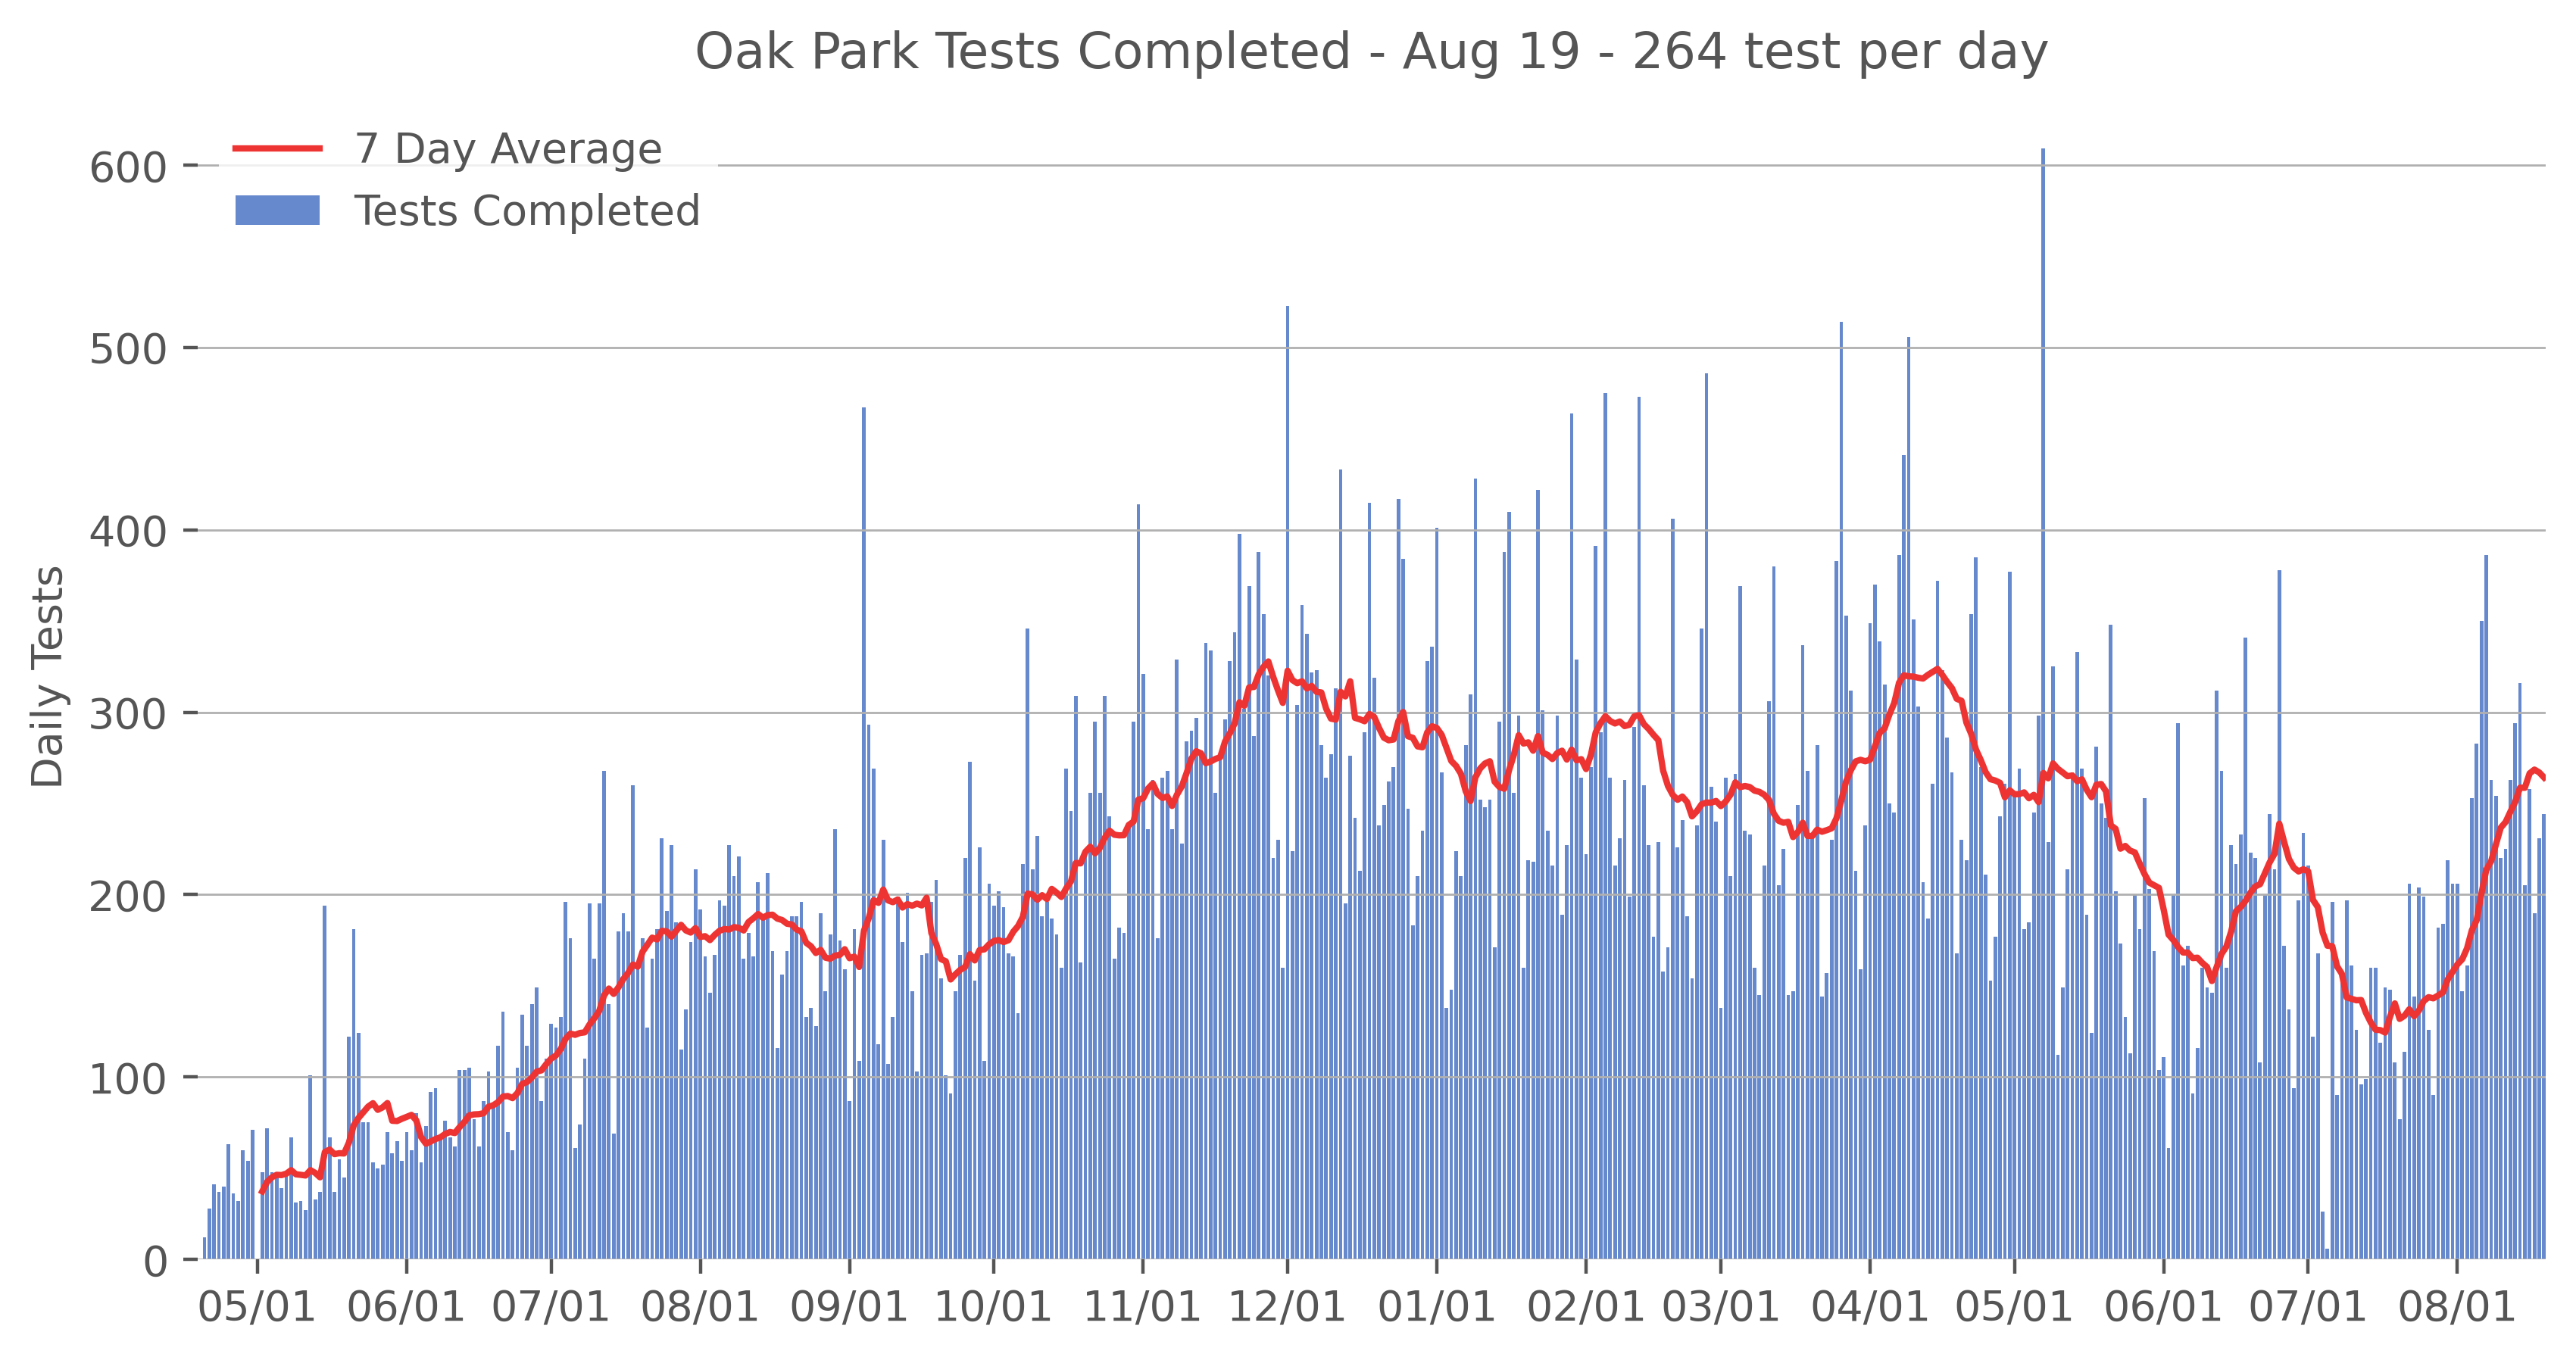 Oak Park Tests Completed - Aug 19 - 264 test per day
7 Day Average
Tests Completed
Daily Tests
600
500
400
300
200
100
0
05/01 06/01 07/01 08/01 09/01 10/01 11/01 12/01 01/01 02/01 03/01 04/01 05/01 06/01 07/01 08/01